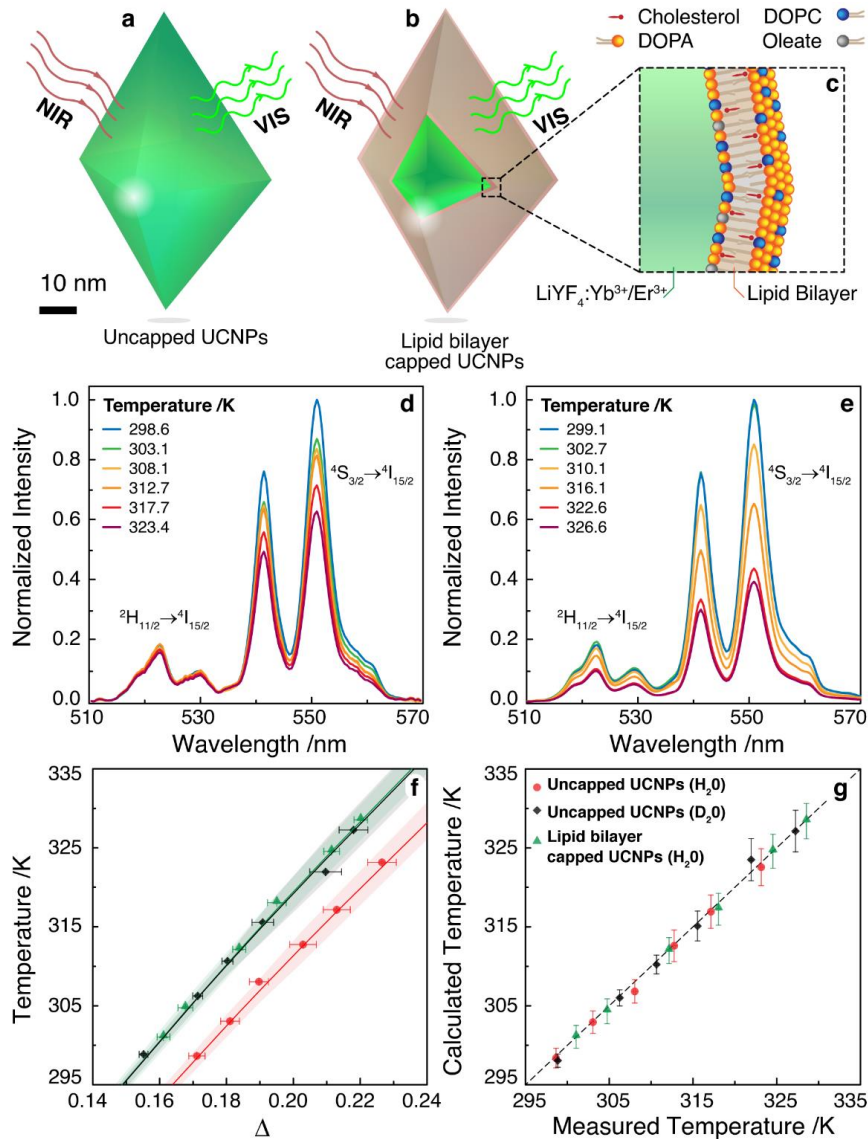 a
b
Cholesterol
DOPC
DOPA
Oleate
c
NIR
VIS
NIR
VIS
10 nm
Uncapped UCNPs
Lipid bilayer
capped UCNPs
LiYF₄:Yb³⁺/Er³⁺
Lipid Bilayer
d
Temperature /K
298.6
303.1
308.1
312.7
317.7
323.4
⁴S₃/₂→⁴I₁₅/₂
²H₁₁/₂→⁴I₁₅/₂
Normalized Intensity
1.0
0.8
0.6
0.4
0.2
0.0
510
530
550
570
Wavelength /nm
e
Temperature /K
299.1
302.7
310.1
316.1
322.6
326.6
⁴S₃/₂→⁴I₁₅/₂
²H₁₁/₂→⁴I₁₅/₂
Normalized Intensity
1.0
0.8
0.6
0.4
0.2
0.0
510
530
550
570
Wavelength /nm
f
Temperature /K
335
325
315
305
295
0.14
0.16
0.18
0.20
0.22
0.24
Δ
g
Uncapped UCNPs (H₂0)
Uncapped UCNPs (D₂0)
Lipid bilayer
capped UCNPs (H₂0)
Calculated Temperature /K
335
325
315
305
295
295
305
315
325
335
Measured Temperature /K